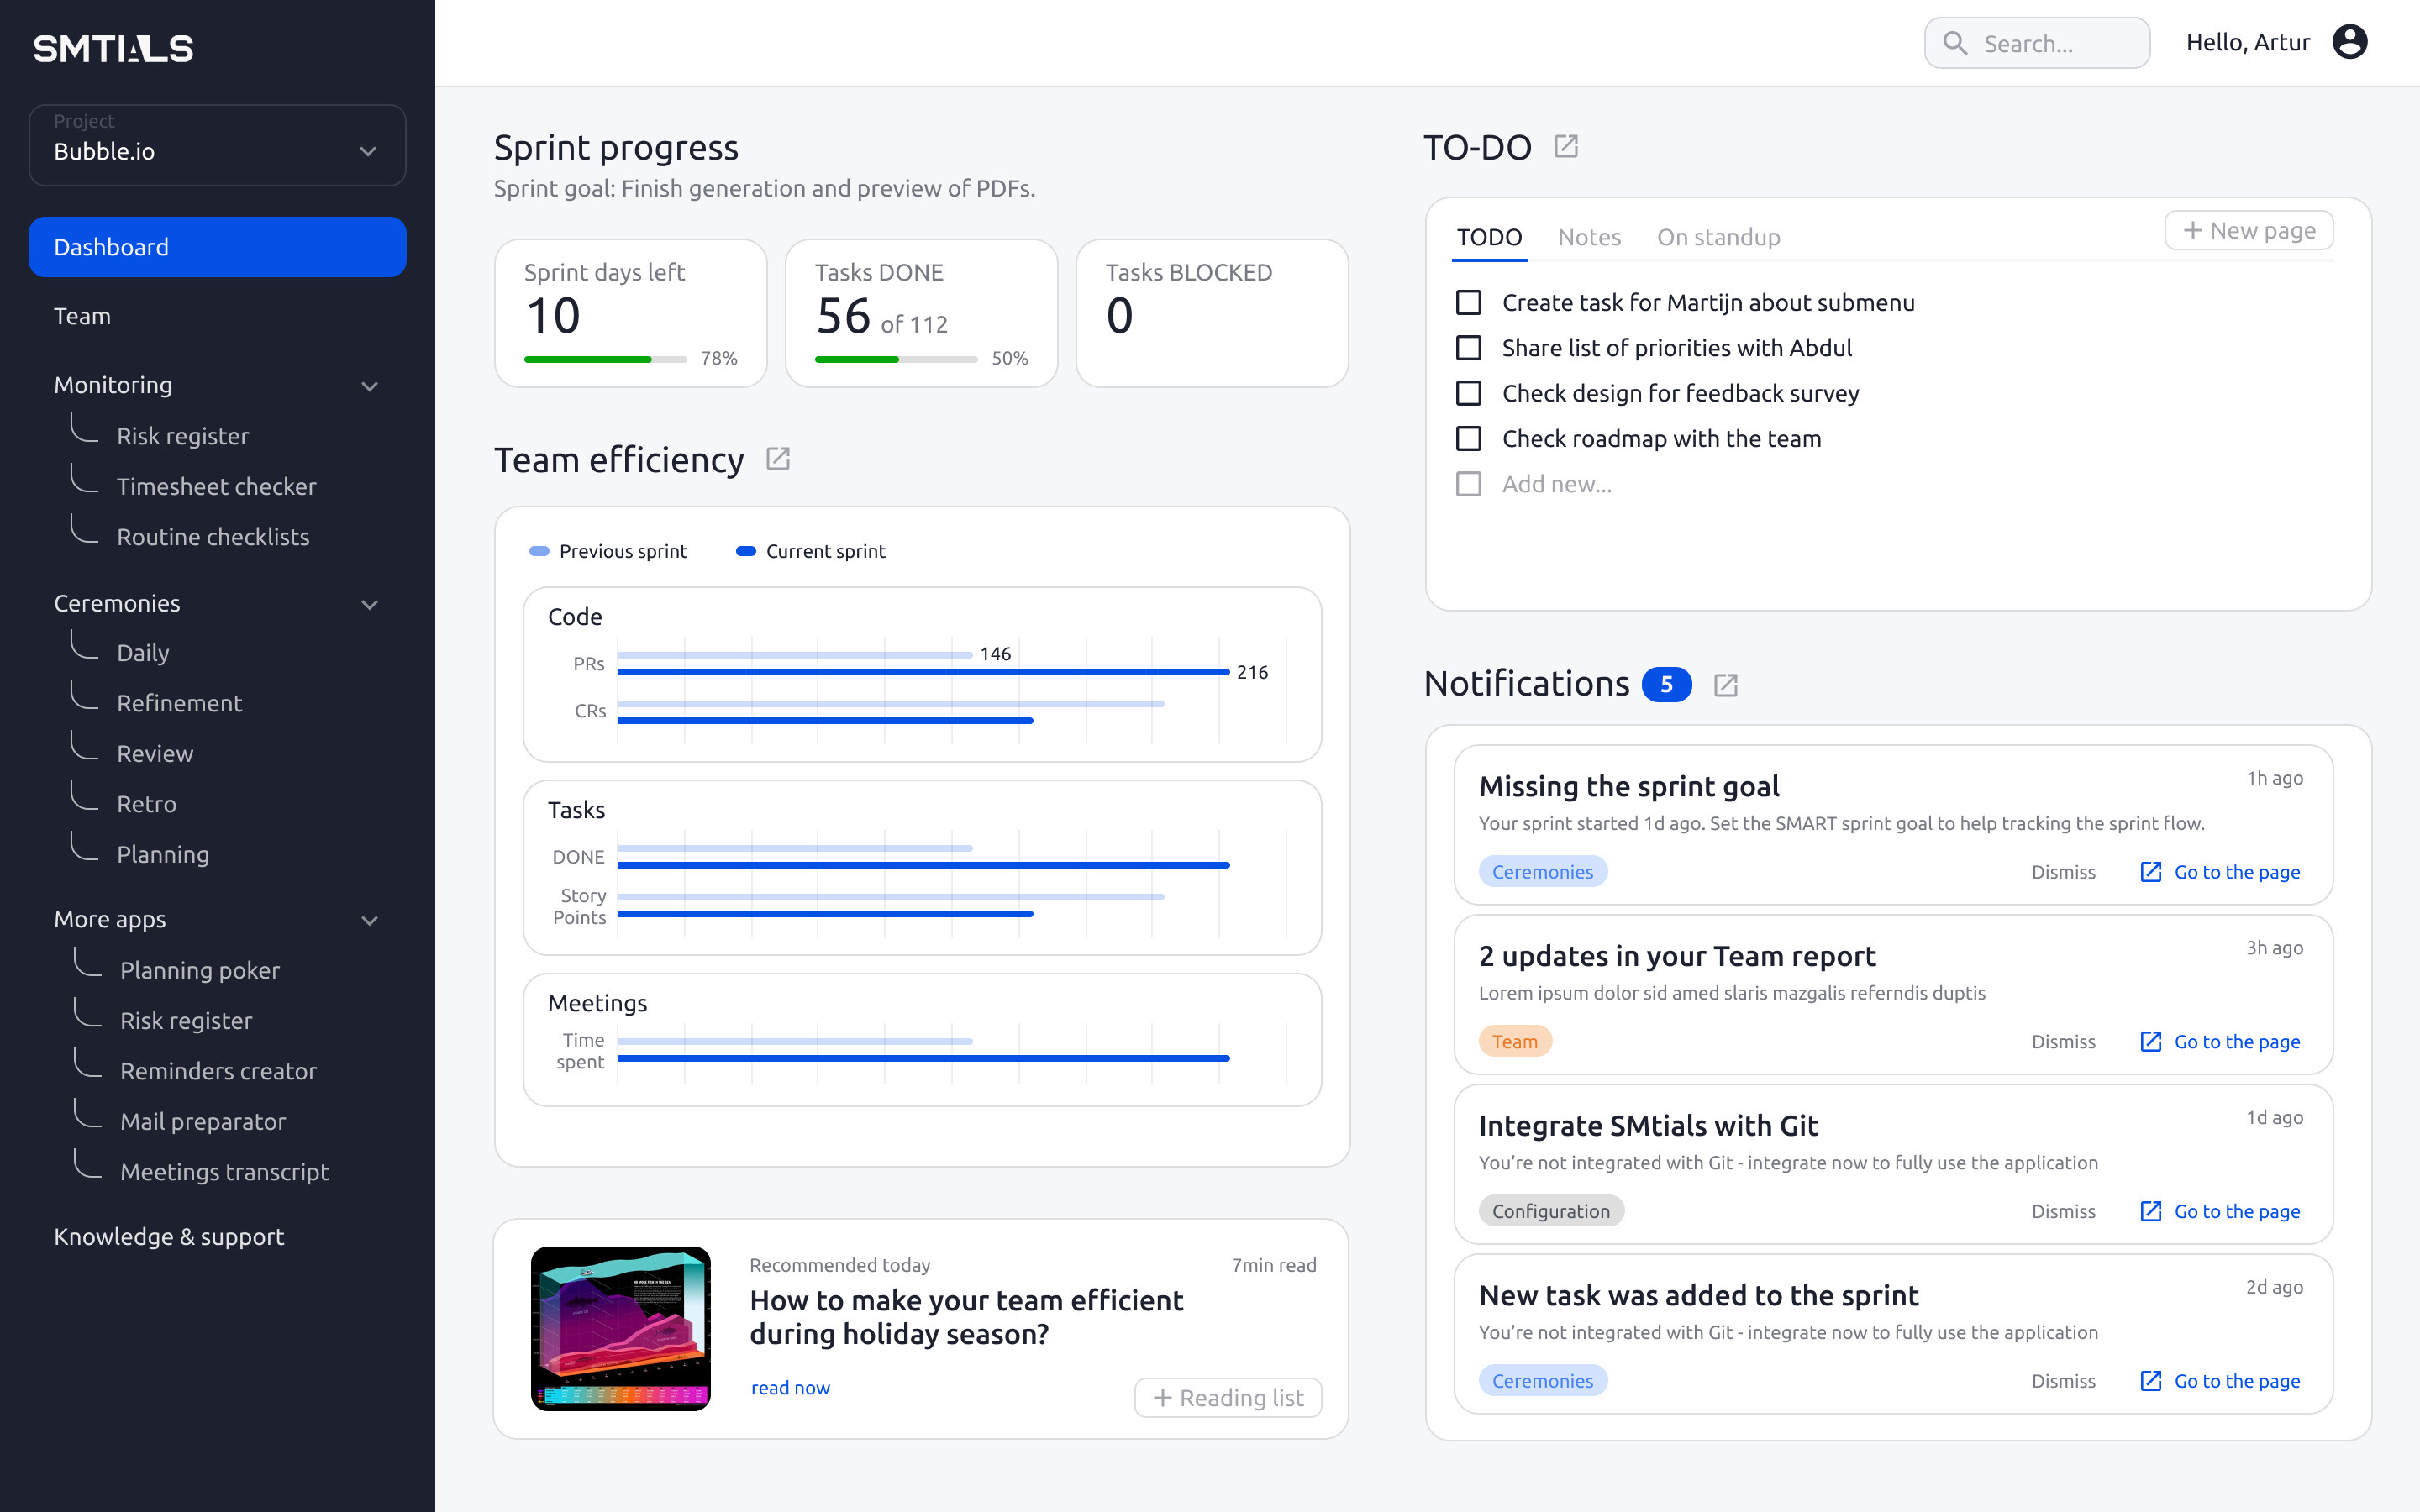 SMTIALS
Project
Bubble.io
Dashboard
Team
Monitoring
Risk register
Timesheet checker
Routine checklists
Ceremonies
Daily
Refinement
Review
Retro
Planning
More apps
Planning poker
Risk register
Reminders creator
Mail preparator
Meetings transcript
Knowledge & support
Search...
Hello, Artur
Sprint progress
Sprint goal: Finish generation and preview of PDFs.
Sprint days left
10
78%
Tasks DONE
56 of 112
50%
Tasks BLOCKED
0
Team efficiency
Previous sprint
Current sprint
Code
PRs
146
216
CRs
Tasks
DONE
Story
Points
Meetings
Time
spent
Recommended today
7min read
How to make your team efficient
during holiday season?
read now
+ Reading list
TO-DO
TODO
Notes
On standup
+ New page
Create task for Martijn about submenu
Share list of priorities with Abdul
Check design for feedback survey
Check roadmap with the team
Add new...
Notifications 5
Missing the sprint goal
1h ago
Your sprint started 1d ago. Set the SMART sprint goal to help tracking the sprint flow.
Ceremonies
Dismiss
Go to the page
2 updates in your Team report
3h ago
Lorem ipsum dolor sid amed slaris mazgalis referndis duptis
Team
Dismiss
Go to the page
Integrate SMtials with Git
1d ago
You're not integrated with Git - integrate now to fully use the application
Configuration
Dismiss
Go to the page
New task was added to the sprint
2d ago
You're not integrated with Git - integrate now to fully use the application
Ceremonies
Dismiss
Go to the page